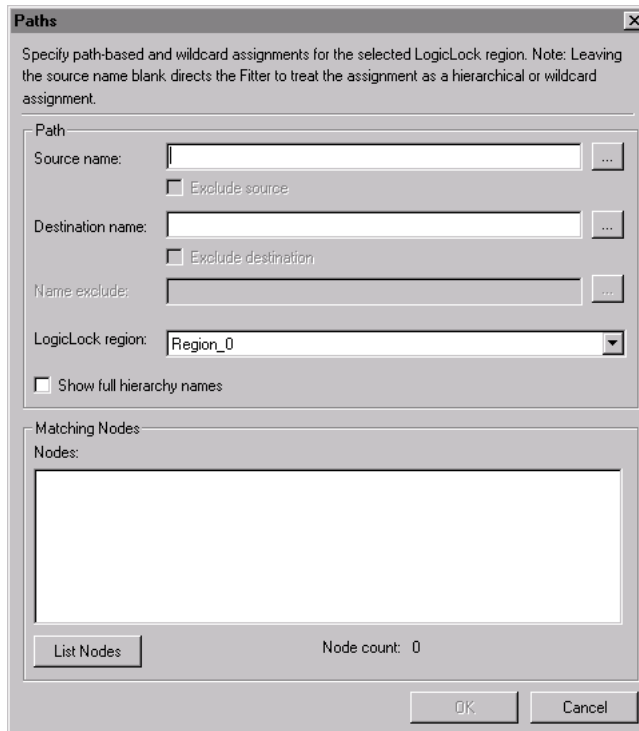 Paths
Specify path-based and wildcard assignments for the selected LogicLock region. Note: Leaving
the source name blank directs the Fitter to treat the assignment as a hierarchical or wildcard
assignment.
Path
Source name:
...
Exclude source
Destination name:
...
Exclude destination
Name exclude:
...
LogicLock region:
Region_0
Show full hierarchy names
Matching Nodes
Nodes:
List Nodes
Node count: 0
OK
Cancel